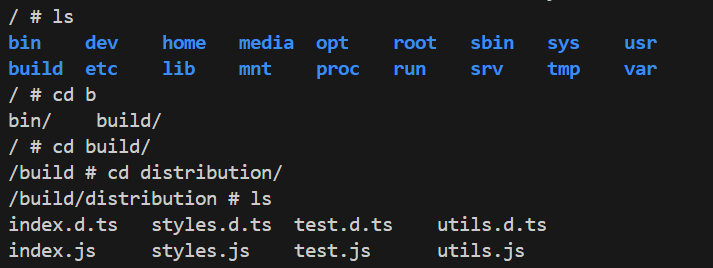 / # ls
bin    dev    home   media  opt    root   sbin   sys    usr
build  etc    lib    mnt    proc   run    srv    tmp    var
/ # cd b
bin/    build/
/ # cd build/
/build # cd distribution/
/build/distribution # ls
index.d.ts   styles.d.ts  test.d.ts    utils.d.ts
index.js     styles.js    test.js      utils.js